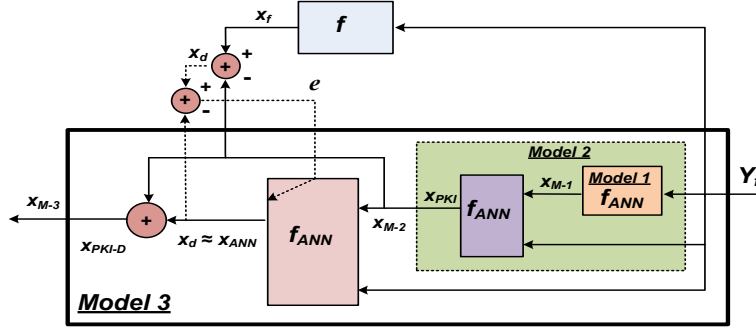 x_f
f
+
-
x_d
+
+
-
+
e
Model 2
x_M-3
x_PKI-D
+
x_d ≈ x_ANN
f_ANN
x_M-2
x_PKI
f_ANN
x_M-1
Model 1
f_ANN
Model 3